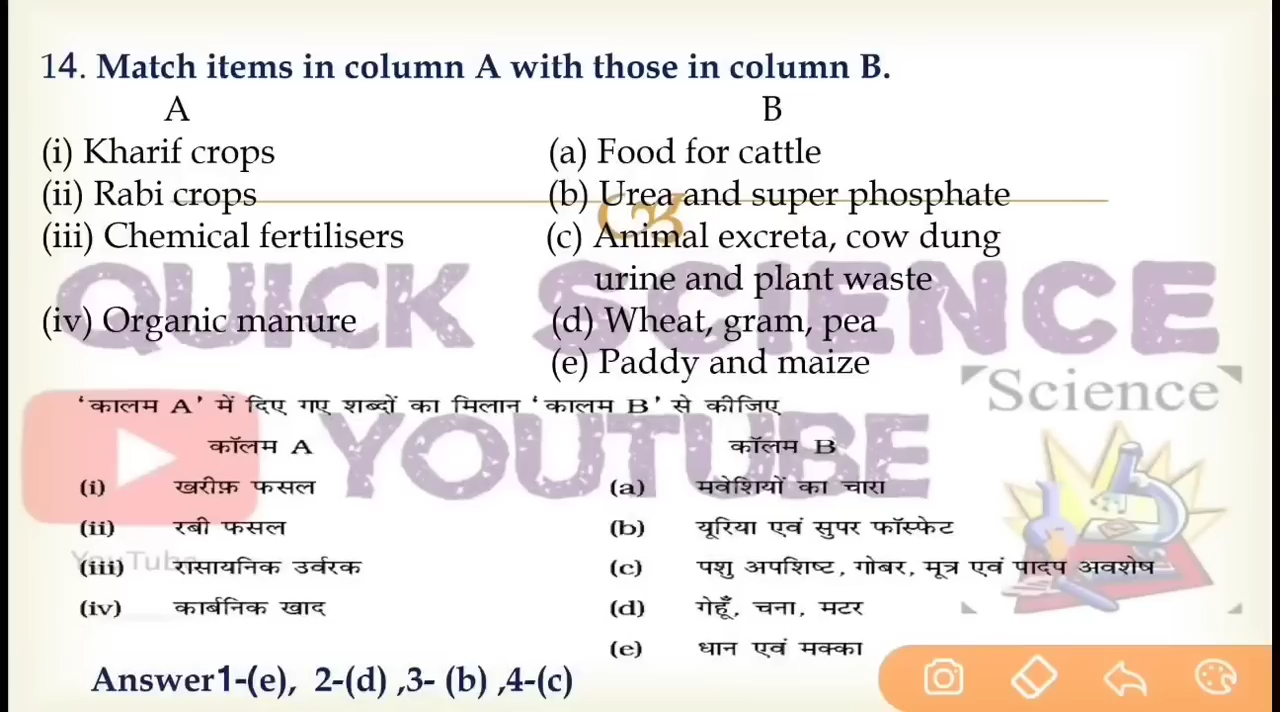 14. Match items in column A with those in column B.
A B
(i) Kharif crops (a) Food for cattle
(ii) Rabi crops (b) Urea and super phosphate
(iii) Chemical fertilisers (c) Animal excreta, cow dung
urine and plant waste
(iv) Organic manure (d) Wheat, gram, pea
(e) Paddy and maize
QUICK SCIENCE
Science
'कालम A' में दिए गए शब्दों का मिलान 'कालम B' से कीजिए
YOUTUBE
कॉलम A कॉलम B
(i) खरीफ़ फसल (a) मवेशियों का चारा
(ii) रबी फसल (b) यूरिया एवं सुपर फॉस्फेट
YouTube
(iii) रासायनिक उर्वरक (c) पशु अपशिष्ट, गोबर, मूत्र एवं पादप अवशेष
(iv) कार्बनिक खाद (d) गेहूँ, चना, मटर
(e) धान एवं मक्का
Answer1-(e), 2-(d) ,3- (b) ,4-(c)